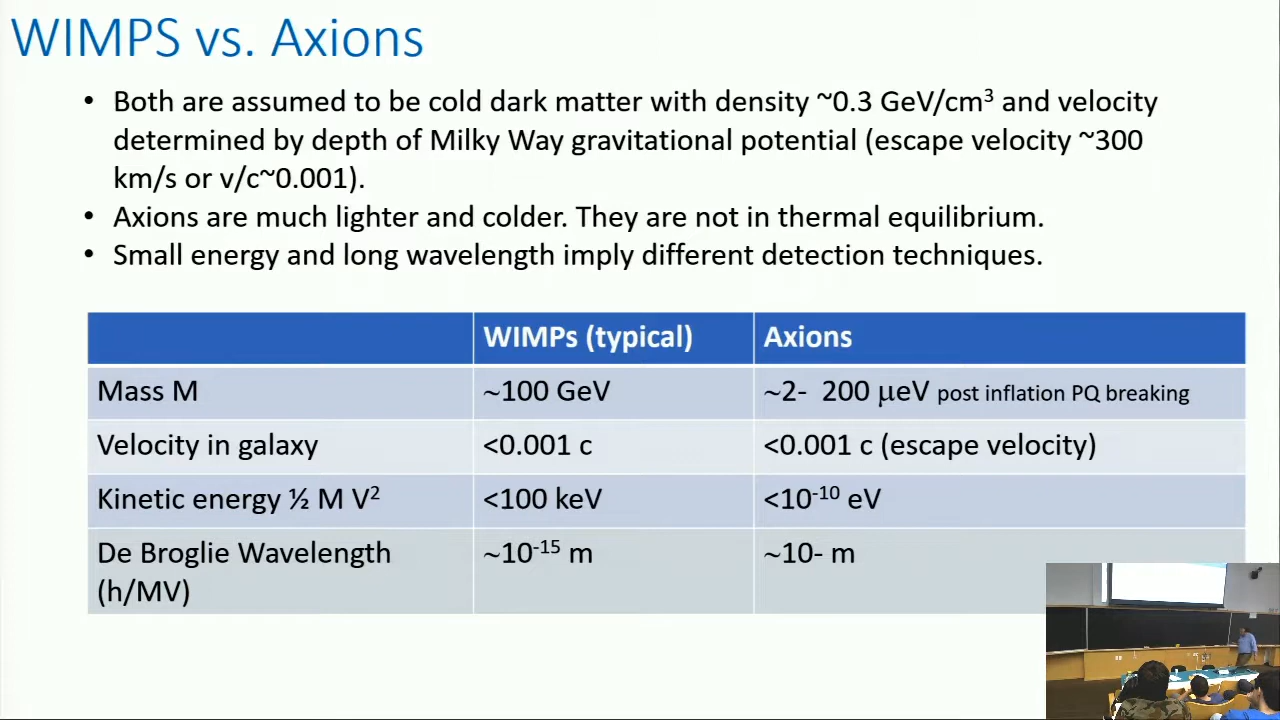 WIMPS vs. Axions
• Both are assumed to be cold dark matter with density ~0.3 GeV/cm³ and velocity
determined by depth of Milky Way gravitational potential (escape velocity ~300
km/s or v/c~0.001).
• Axions are much lighter and colder. They are not in thermal equilibrium.
• Small energy and long wavelength imply different detection techniques.
WIMPs (typical) Axions
Mass M ~100 GeV ~2- 200 μeV post inflation PQ breaking
Velocity in galaxy <0.001 c <0.001 c (escape velocity)
Kinetic energy ½ M V² <100 keV <10⁻¹⁰ eV
De Broglie Wavelength ~10⁻¹⁵ m ~10- m
(h/MV)